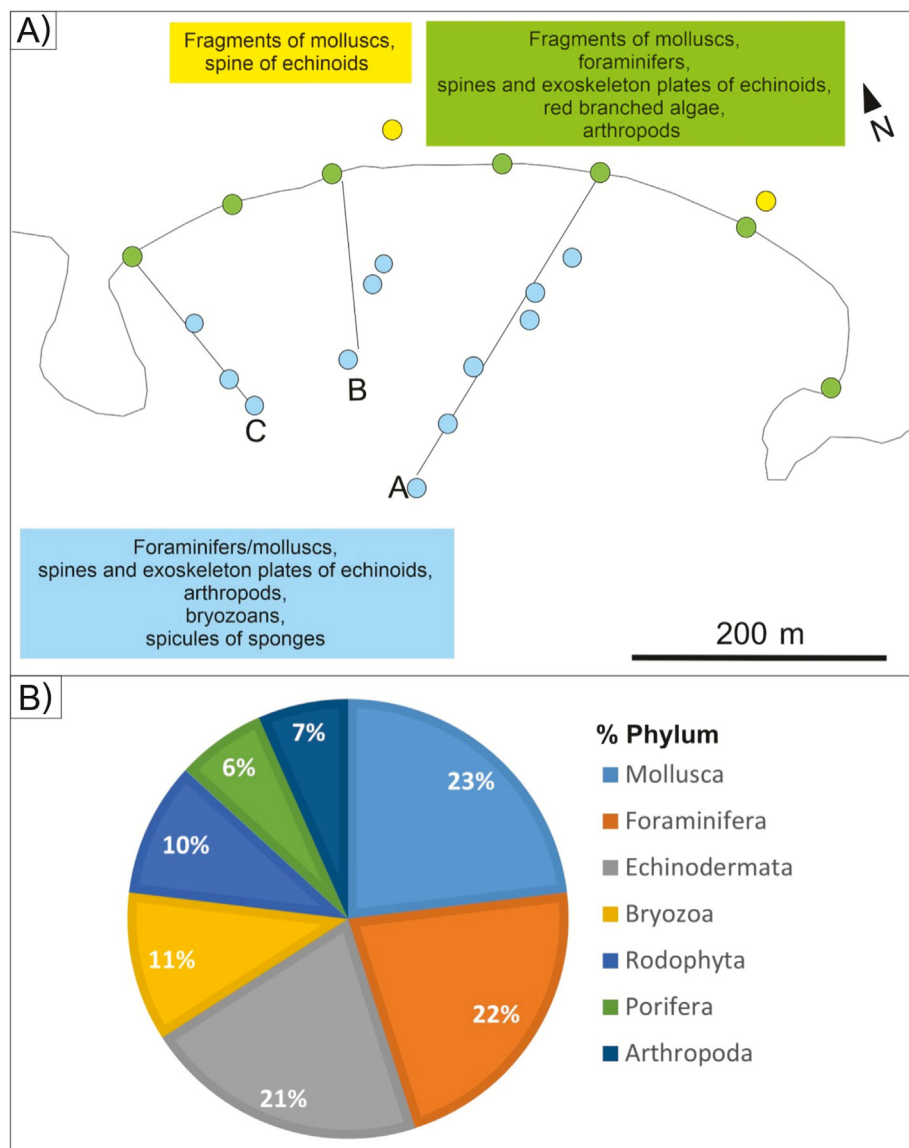 A)
Fragments of molluscs,
spine of echinoids
Fragments of molluscs,
foraminifers,
spines and exoskeleton plates of echinoids,
red branched algae,
arthropods
N
B
C
A
Foraminifers/molluscs,
spines and exoskeleton plates of echinoids,
arthropods,
bryozoans,
spicules of sponges
200 m
B)
7%
6%
23%
10%
11%
22%
21%
% Phylum
Mollusca
Foraminifera
Echinodermata
Bryozoa
Rodophyta
Porifera
Arthropoda